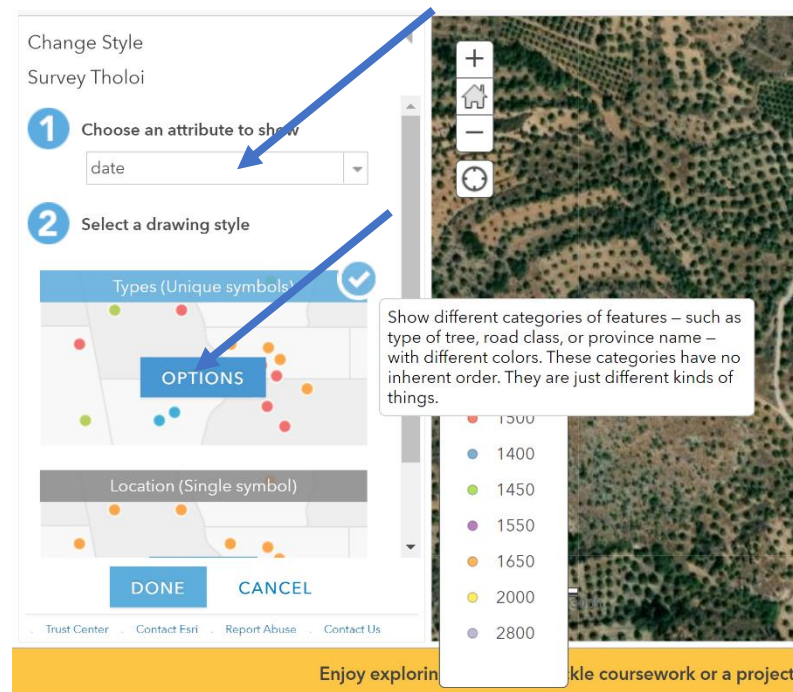 Change Style
Survey Tholoi
1 Choose an attribute to show
date
2 Select a drawing style
Types (Unique symbols)
OPTIONS
Location (Single symbol)
DONE CANCEL
Trust Center . Contact Esri . Report Abuse . Contact Us
Show different categories of features – such as
type of tree, road class, or province name –
with different colors. These categories have no
inherent order. They are just different kinds of
things.
1500
1400
1450
1550
1650
2000
2800
Enjoy explorin kle coursework or a project